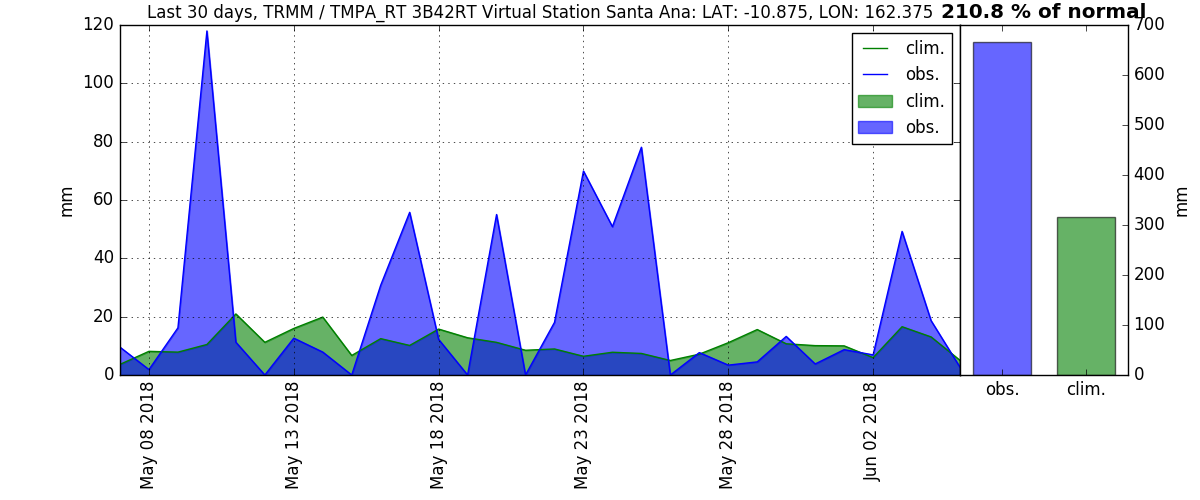 Last 30 days, TRMM / TMPA_RT 3B42RT Virtual Station Santa Ana: LAT: -10.875, LON: 162.375 210.8 % of normal
120
100
80
60
40
20
0
mm
clim.
obs.
clim.
obs.
700
600
500
400
300
200
100
0
mm
obs.
clim.
May 08 2018
May 13 2018
May 18 2018
May 23 2018
May 28 2018
Jun 02 2018